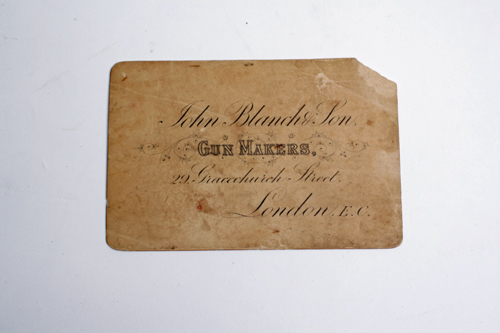 John Blanch & Son.
GUN MAKERS,
29 Gracechurch Street.
London. E.C.